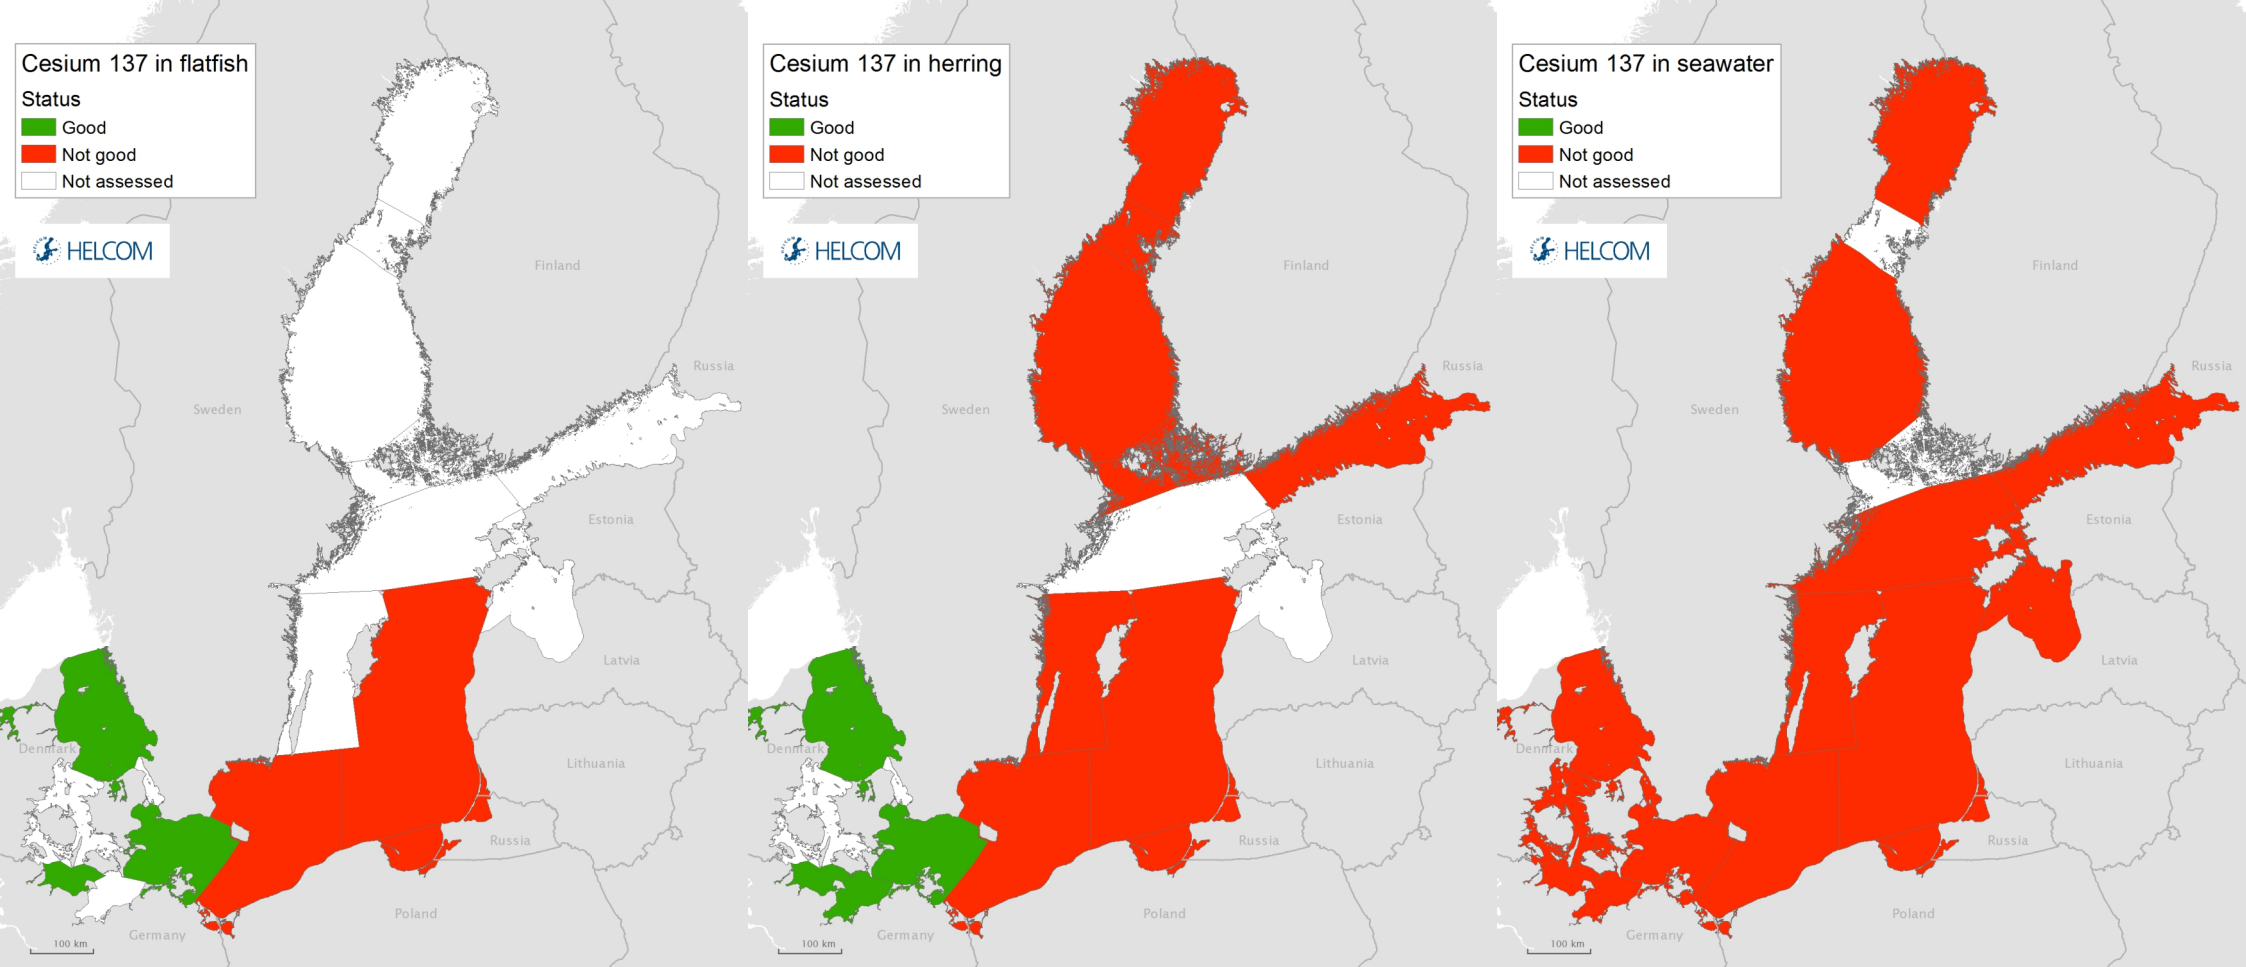 Cesium 137 in flatfish
Status
Good
Not good
Not assessed
HELCOM
Finland
Russia
Sweden
Estonia
Latvia
Denmark
Lithuania
Russia
Poland
Germany
100 km
Cesium 137 in herring
Status
Good
Not good
Not assessed
HELCOM
Finland
Russia
Sweden
Estonia
Latvia
Denmark
Lithuania
Russia
Poland
Germany
100 km
Cesium 137 in seawater
Status
Good
Not good
Not assessed
HELCOM
Finland
Russia
Sweden
Estonia
Latvia
Denmark
Lithuania
Russia
Poland
Germany
100 km